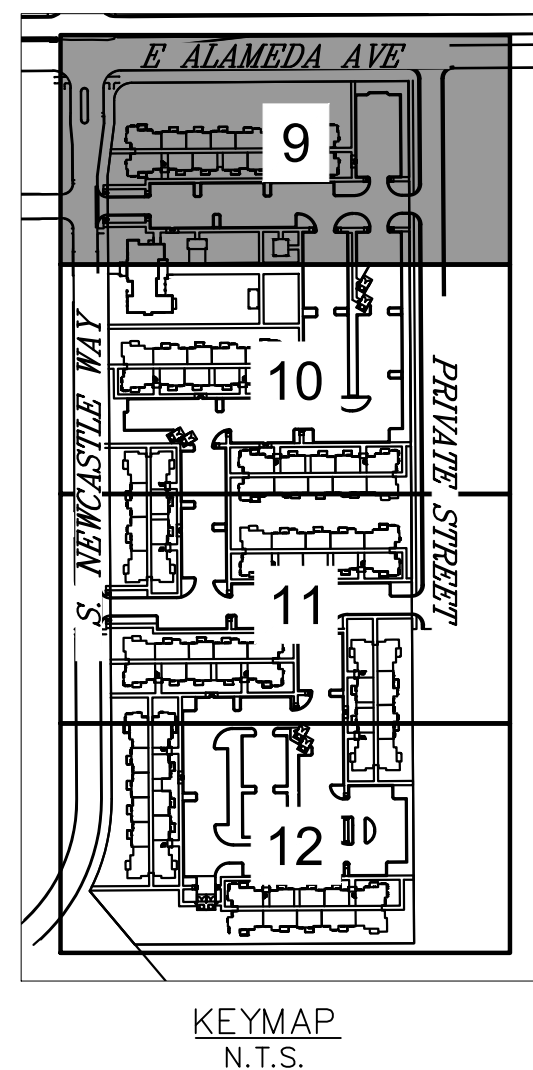 E ALAMEDA AVE
9
S. NEWCASTLE WAY
10
PRIVATE STREET
11
12
KEYMAP
N.T.S.